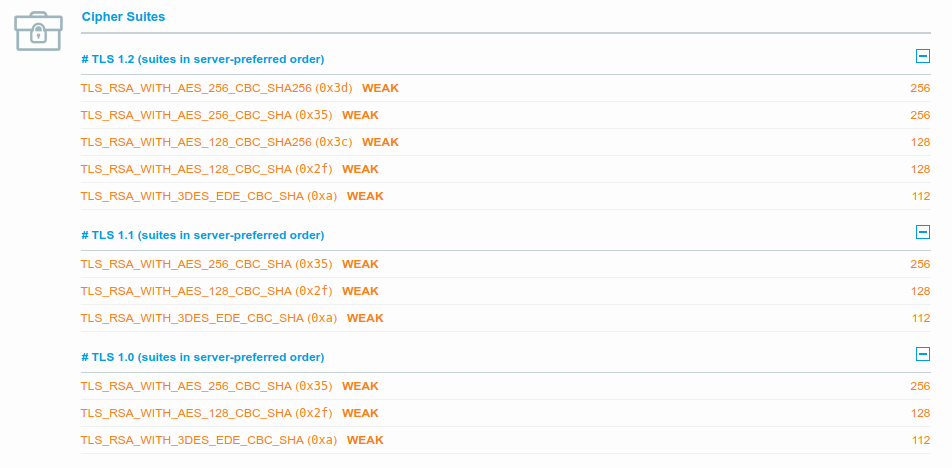 Cipher Suites
# TLS 1.2 (suites in server-preferred order)
TLS_RSA_WITH_AES_256_CBC_SHA256 (0x3d) WEAK 256
TLS_RSA_WITH_AES_256_CBC_SHA (0x35) WEAK 256
TLS_RSA_WITH_AES_128_CBC_SHA256 (0x3c) WEAK 128
TLS_RSA_WITH_AES_128_CBC_SHA (0x2f) WEAK 128
TLS_RSA_WITH_3DES_EDE_CBC_SHA (0xa) WEAK 112
# TLS 1.1 (suites in server-preferred order)
TLS_RSA_WITH_AES_256_CBC_SHA (0x35) WEAK 256
TLS_RSA_WITH_AES_128_CBC_SHA (0x2f) WEAK 128
TLS_RSA_WITH_3DES_EDE_CBC_SHA (0xa) WEAK 112
# TLS 1.0 (suites in server-preferred order)
TLS_RSA_WITH_AES_256_CBC_SHA (0x35) WEAK 256
TLS_RSA_WITH_AES_128_CBC_SHA (0x2f) WEAK 128
TLS_RSA_WITH_3DES_EDE_CBC_SHA (0xa) WEAK 112